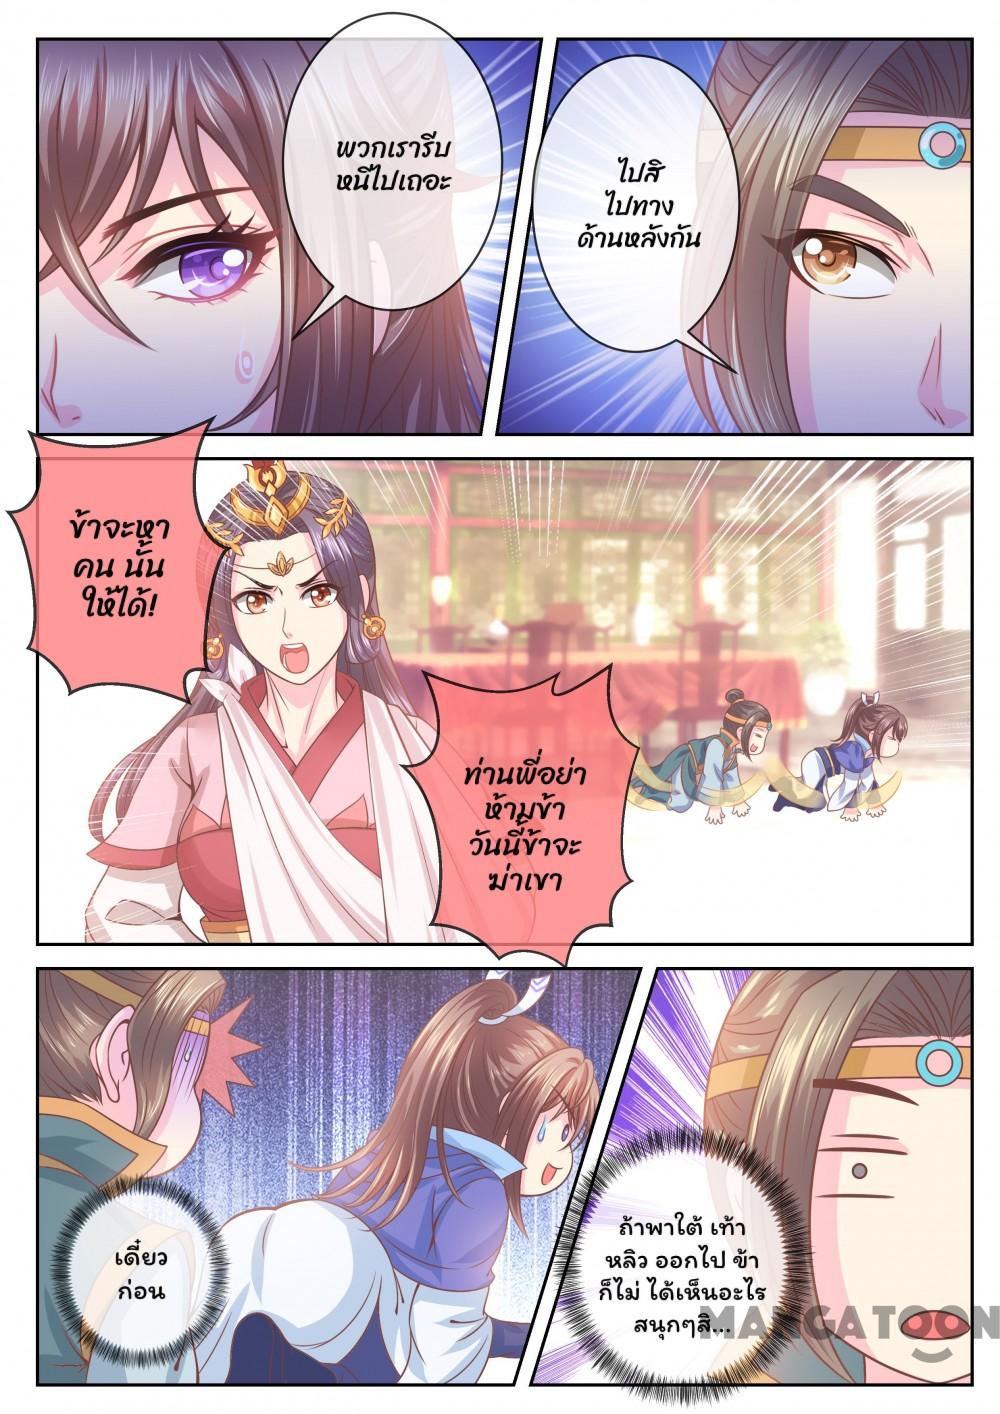 พวกเรารีบ
หนีไปเถอะ
ไปสิ
ไปทาง
ด้านหลังกัน
ข้าจะหา
คน นั้น
ให้ได้!
ท่านพี่อย่า
ห้ามข้า
วันนี้ข้าจะ
ฆ่าเขา
เดี๋ยว
ก่อน
ถ้าพาใต้ เท้า
หลิว ออกไป ข้า
ก็ไม่ ได้เห็นอะไร
สนุกๆสิ...
MANGATOON